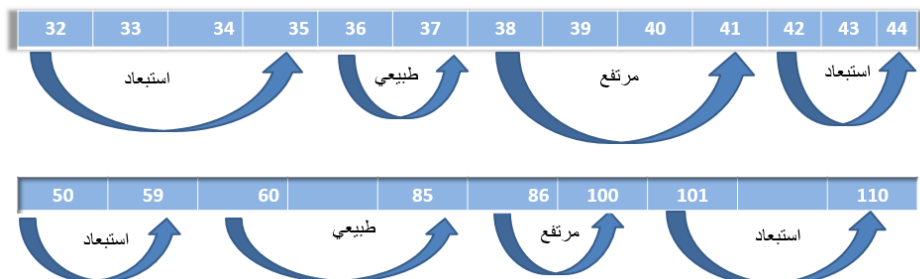 32 33 34 35 36 37 38 39 40 41 42 43 44
استبعاد طبيعي مرتفع استبعاد
50 59 60 85 86 100 101 110
استبعاد طبيعي مرتفع استبعاد